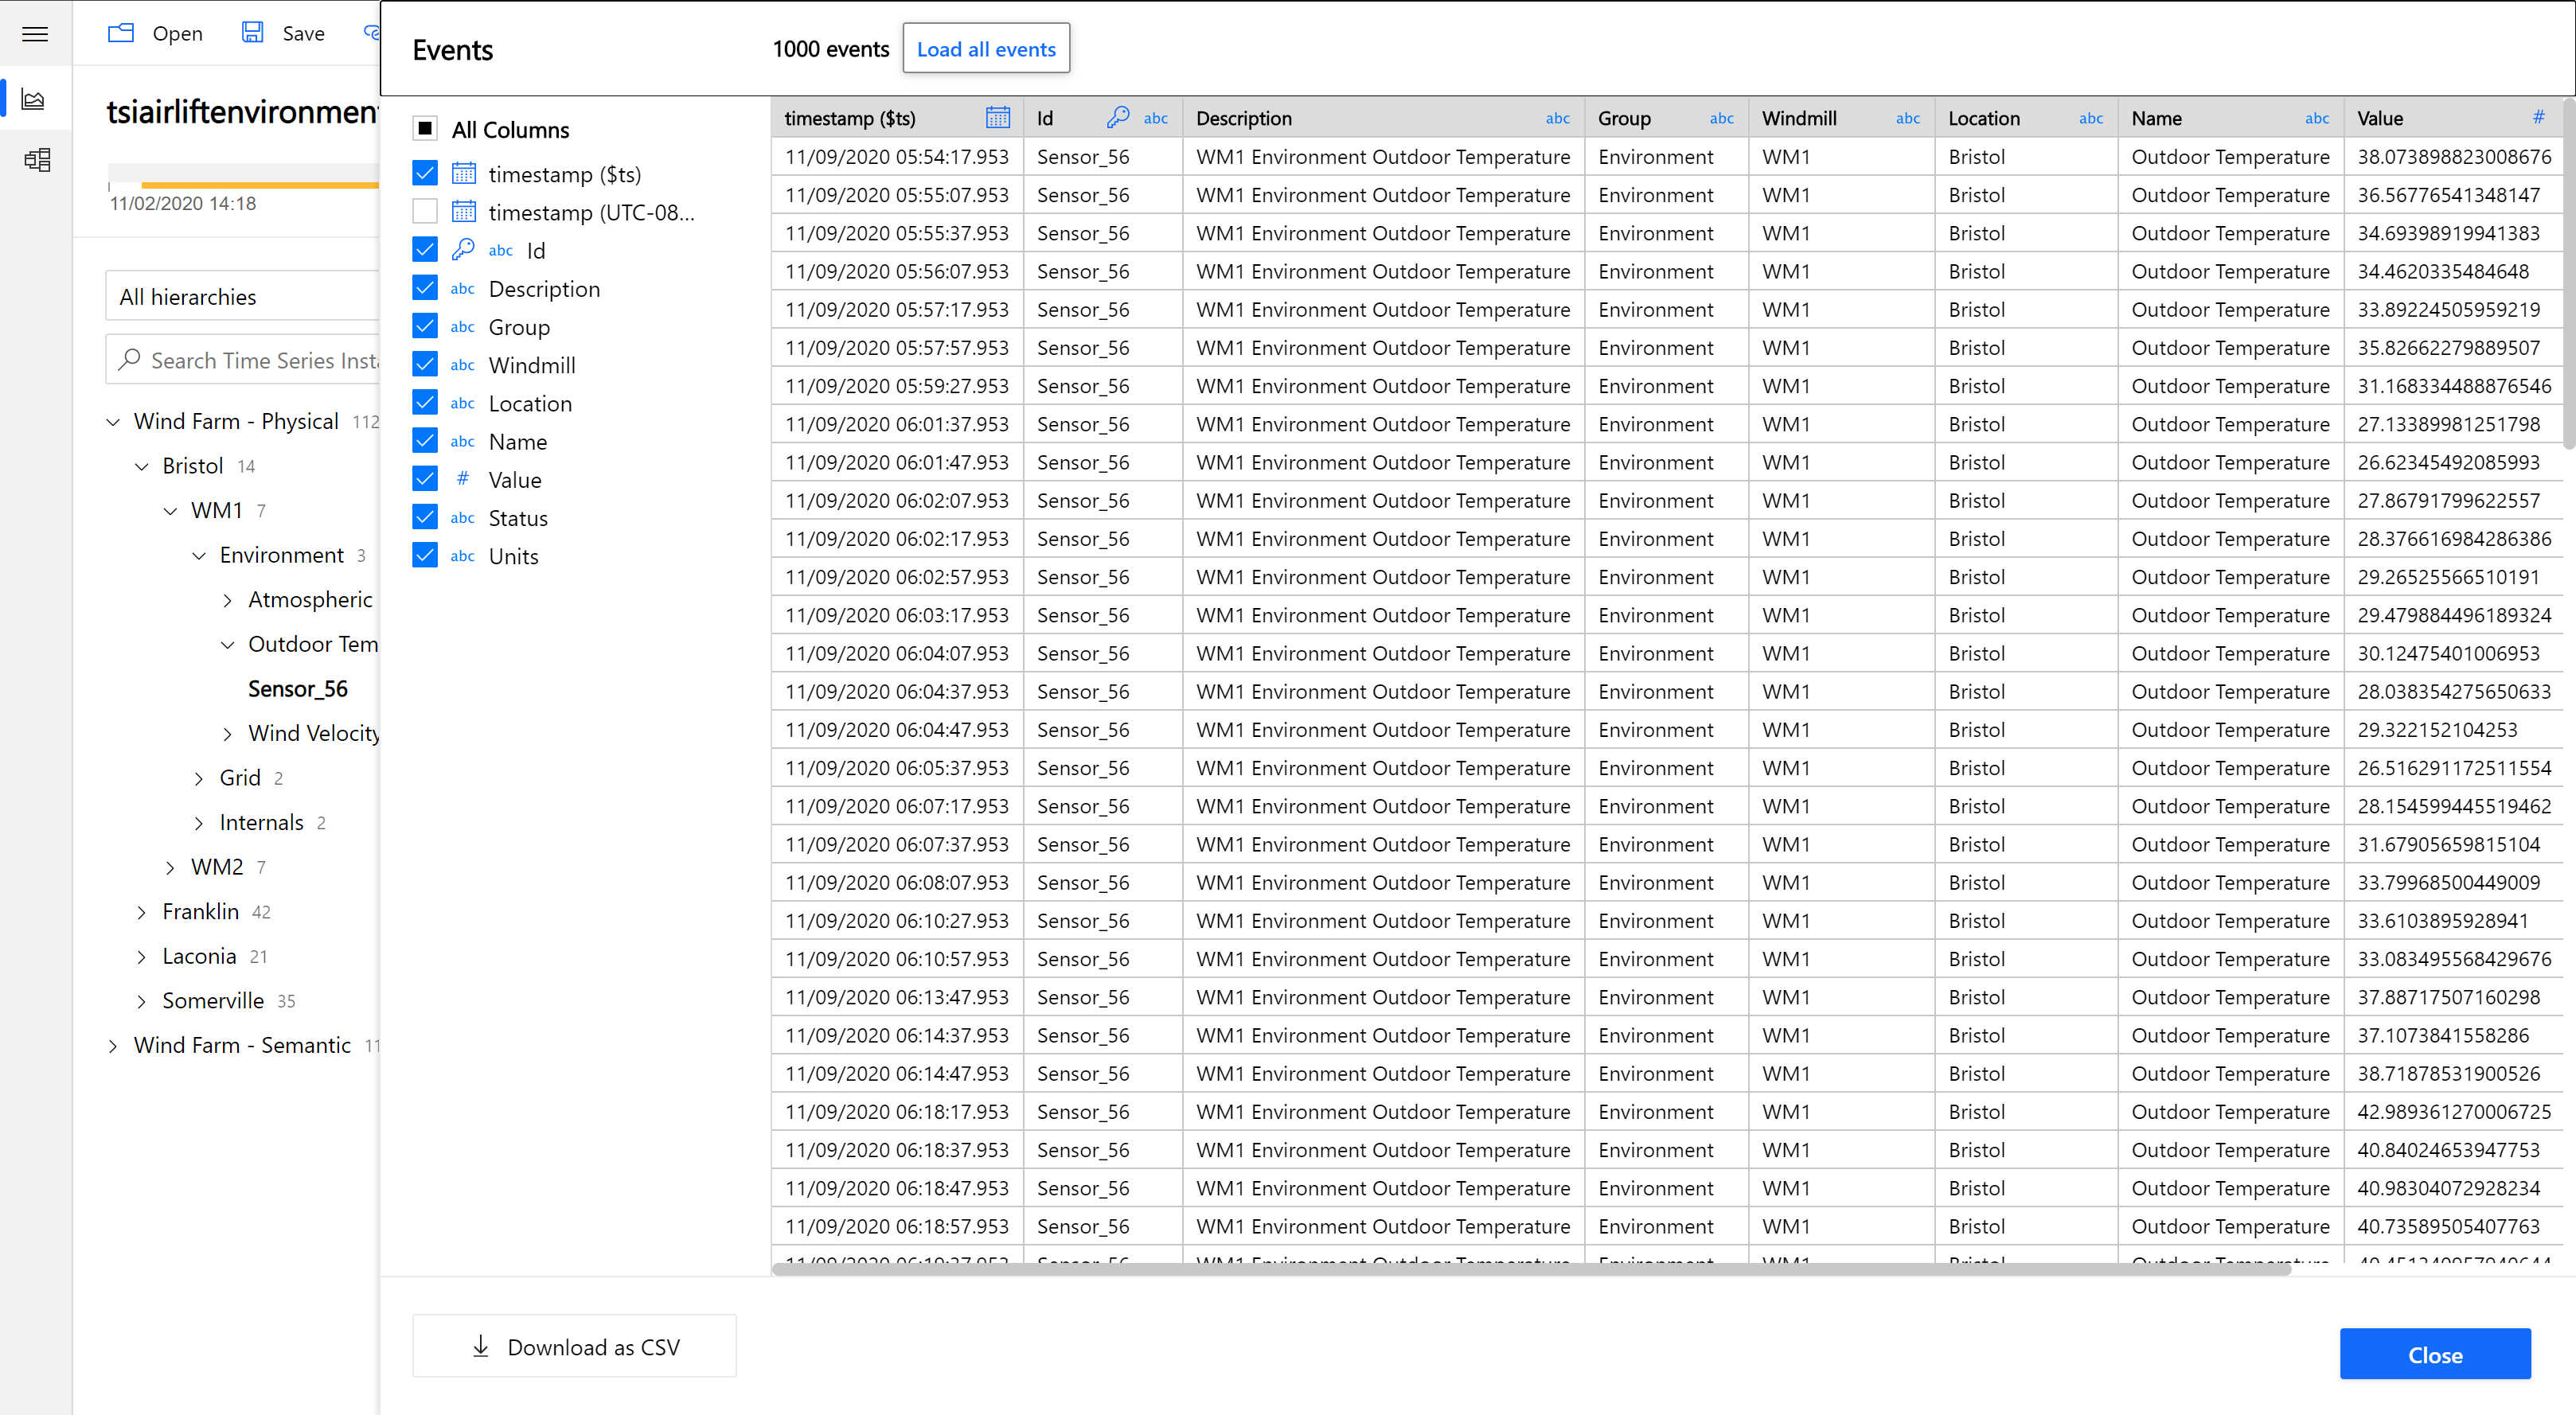 Open Save
tsiairliftenvironment
11/02/2020 14:18
All hierarchies
Search Time Series Insta
Wind Farm - Physical 112
Bristol 14
WM1 7
Environment 3
Atmospheric
Outdoor Tem
Sensor_56
Wind Velocity
Grid 2
Internals 2
WM2 7
Franklin 42
Laconia 21
Somerville 35
Wind Farm - Semantic 11
Events 1000 events Load all events
All Columns
timestamp ($ts)
timestamp (UTC-08...
abc Id
abc Description
abc Group
abc Windmill
abc Location
abc Name
# Value
abc Status
abc Units
timestamp ($ts) Id abc Description abc Group abc Windmill abc Location abc Name abc Value #
11/09/2020 05:54:17.953 Sensor_56 WM1 Environment Outdoor Temperature Environment WM1 Bristol Outdoor Temperature 38.073898823008676
11/09/2020 05:55:07.953 Sensor_56 WM1 Environment Outdoor Temperature Environment WM1 Bristol Outdoor Temperature 36.56776541348147
11/09/2020 05:55:37.953 Sensor_56 WM1 Environment Outdoor Temperature Environment WM1 Bristol Outdoor Temperature 34.69398919941383
11/09/2020 05:56:07.953 Sensor_56 WM1 Environment Outdoor Temperature Environment WM1 Bristol Outdoor Temperature 34.4620335484648
11/09/2020 05:57:17.953 Sensor_56 WM1 Environment Outdoor Temperature Environment WM1 Bristol Outdoor Temperature 33.89224505959219
11/09/2020 05:57:57.953 Sensor_56 WM1 Environment Outdoor Temperature Environment WM1 Bristol Outdoor Temperature 35.82662279889507
11/09/2020 05:59:27.953 Sensor_56 WM1 Environment Outdoor Temperature Environment WM1 Bristol Outdoor Temperature 31.168334488876546
11/09/2020 06:01:37.953 Sensor_56 WM1 Environment Outdoor Temperature Environment WM1 Bristol Outdoor Temperature 27.13389981251798
11/09/2020 06:01:47.953 Sensor_56 WM1 Environment Outdoor Temperature Environment WM1 Bristol Outdoor Temperature 26.62345492085993
11/09/2020 06:02:07.953 Sensor_56 WM1 Environment Outdoor Temperature Environment WM1 Bristol Outdoor Temperature 27.86791799622557
11/09/2020 06:02:17.953 Sensor_56 WM1 Environment Outdoor Temperature Environment WM1 Bristol Outdoor Temperature 28.376616984286386
11/09/2020 06:02:57.953 Sensor_56 WM1 Environment Outdoor Temperature Environment WM1 Bristol Outdoor Temperature 29.26525566510191
11/09/2020 06:03:17.953 Sensor_56 WM1 Environment Outdoor Temperature Environment WM1 Bristol Outdoor Temperature 29.479884496189324
11/09/2020 06:04:07.953 Sensor_56 WM1 Environment Outdoor Temperature Environment WM1 Bristol Outdoor Temperature 30.12475401006953
11/09/2020 06:04:37.953 Sensor_56 WM1 Environment Outdoor Temperature Environment WM1 Bristol Outdoor Temperature 28.038354275650633
11/09/2020 06:04:47.953 Sensor_56 WM1 Environment Outdoor Temperature Environment WM1 Bristol Outdoor Temperature 29.322152104253
11/09/2020 06:05:37.953 Sensor_56 WM1 Environment Outdoor Temperature Environment WM1 Bristol Outdoor Temperature 26.516291172511554
11/09/2020 06:07:17.953 Sensor_56 WM1 Environment Outdoor Temperature Environment WM1 Bristol Outdoor Temperature 28.154599445519462
11/09/2020 06:07:37.953 Sensor_56 WM1 Environment Outdoor Temperature Environment WM1 Bristol Outdoor Temperature 31.67905659815104
11/09/2020 06:08:07.953 Sensor_56 WM1 Environment Outdoor Temperature Environment WM1 Bristol Outdoor Temperature 33.79968500449009
11/09/2020 06:10:27.953 Sensor_56 WM1 Environment Outdoor Temperature Environment WM1 Bristol Outdoor Temperature 33.6103895928941
11/09/2020 06:10:57.953 Sensor_56 WM1 Environment Outdoor Temperature Environment WM1 Bristol Outdoor Temperature 33.083495568429676
11/09/2020 06:13:47.953 Sensor_56 WM1 Environment Outdoor Temperature Environment WM1 Bristol Outdoor Temperature 37.88717507160298
11/09/2020 06:14:37.953 Sensor_56 WM1 Environment Outdoor Temperature Environment WM1 Bristol Outdoor Temperature 37.1073841558286
11/09/2020 06:14:47.953 Sensor_56 WM1 Environment Outdoor Temperature Environment WM1 Bristol Outdoor Temperature 38.71878531900526
11/09/2020 06:18:17.953 Sensor_56 WM1 Environment Outdoor Temperature Environment WM1 Bristol Outdoor Temperature 42.989361270006725
11/09/2020 06:18:37.953 Sensor_56 WM1 Environment Outdoor Temperature Environment WM1 Bristol Outdoor Temperature 40.84024653947753
11/09/2020 06:18:47.953 Sensor_56 WM1 Environment Outdoor Temperature Environment WM1 Bristol Outdoor Temperature 40.98304072928234
11/09/2020 06:18:57.953 Sensor_56 WM1 Environment Outdoor Temperature Environment WM1 Bristol Outdoor Temperature 40.73589505407763
Download as CSV
Close